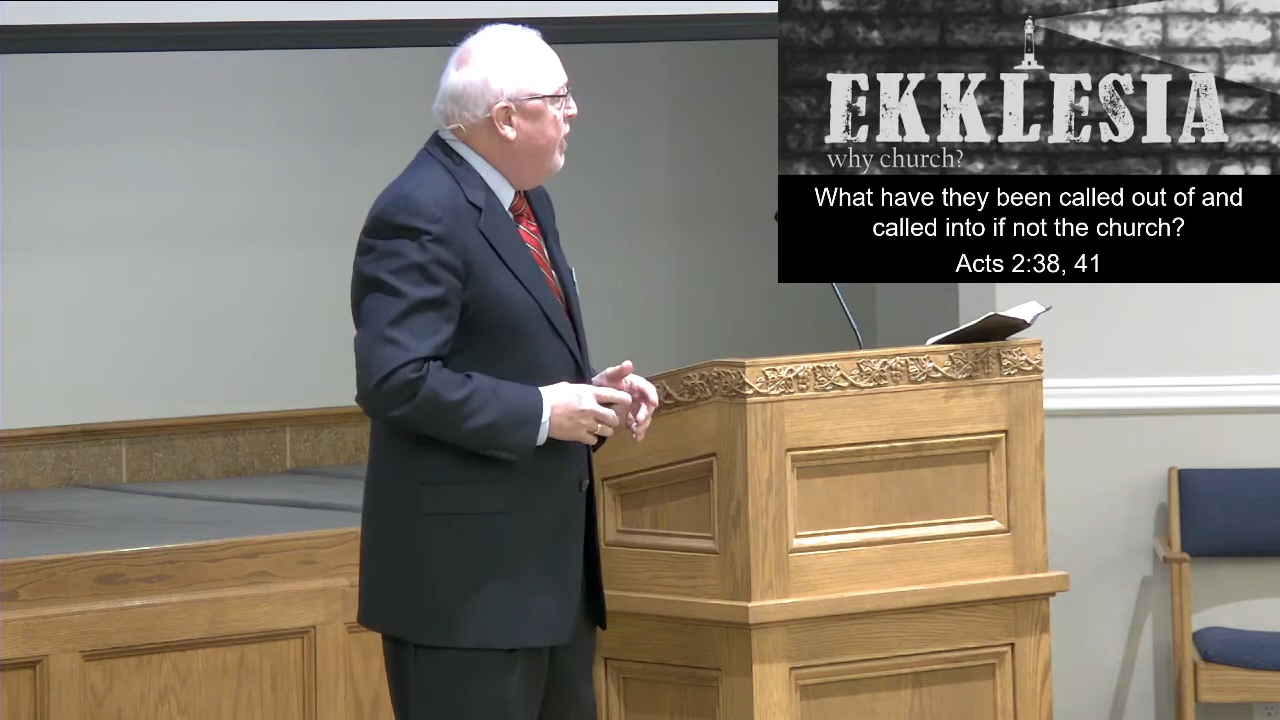 EKKLESIA
why church?
What have they been called out of and
called into if not the church?
Acts 2:38, 41